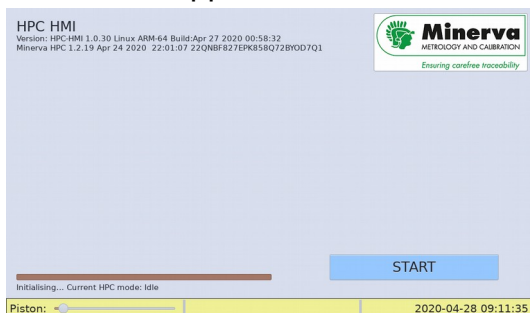 HPC HMI
Version: HPC-HMI 1.0.30 Linux ARM-64 Build:Apr 27 2020 00:58:32
Minerva HPC 1.2.19 Apr 24 2020 22:01:07 22QNBF827EPK858Q72BYOD7Q1
Minerva
METROLOGY AND CALIBRATION
Ensuring carefree traceability
START
Initialising... Current HPC mode: Idle
Piston:
2020-04-28 09:11:35